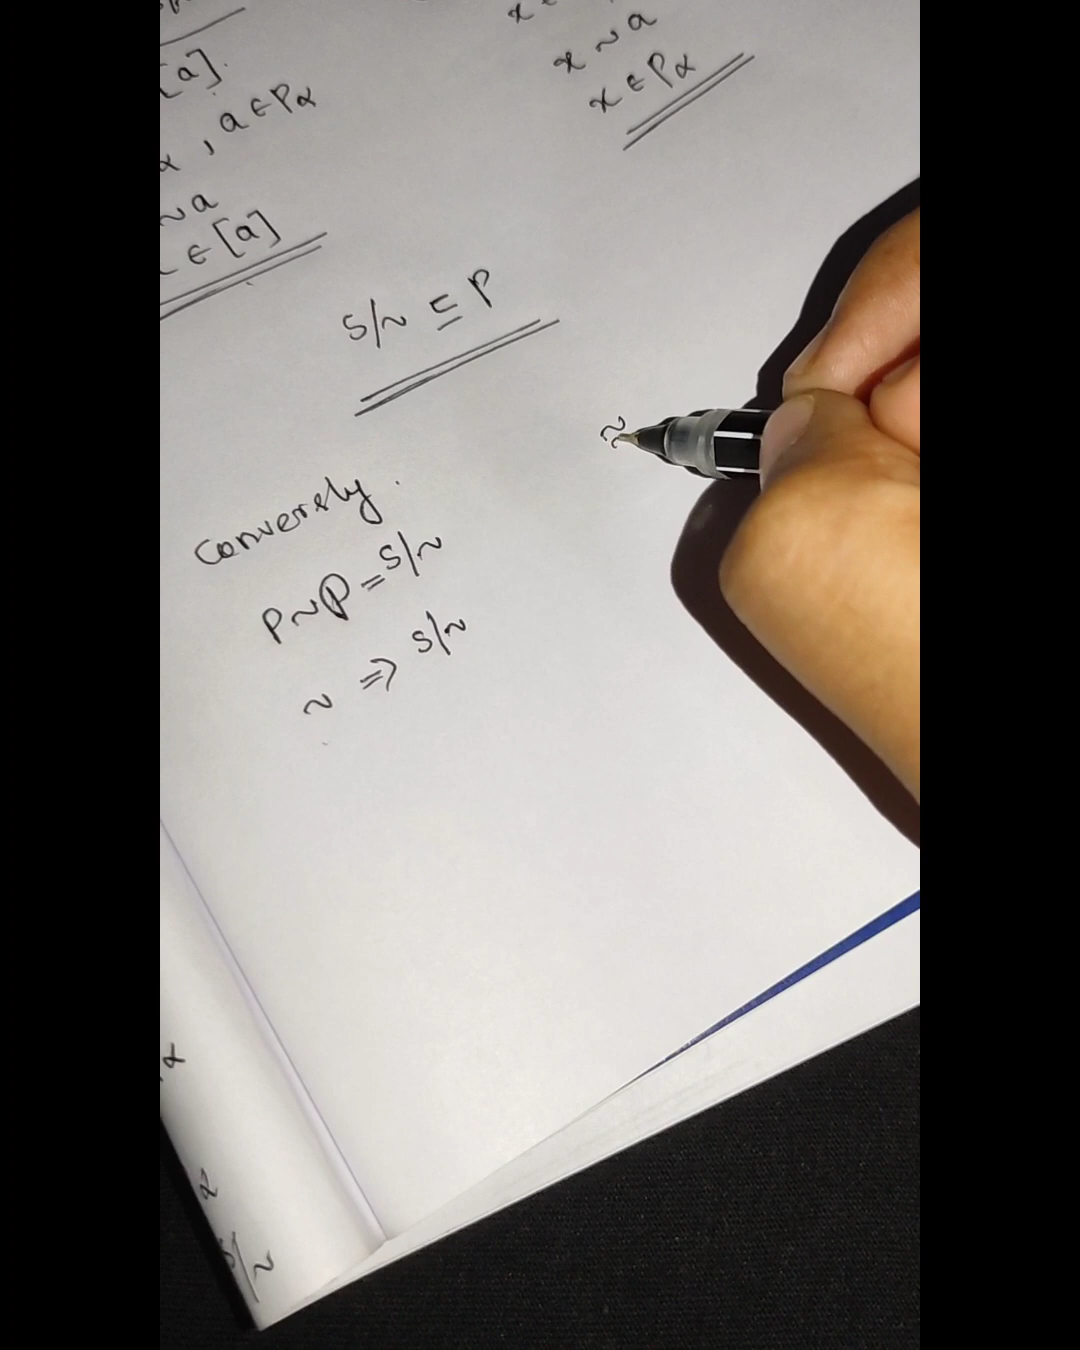 [a].
, a ∈ Pα
~a
∈ [a]
x ~ a
x ∈ Pα
S/~ ⊆ P
~
Conversely.
P~P = S/~
~ ⇒ S/~
α
S/~